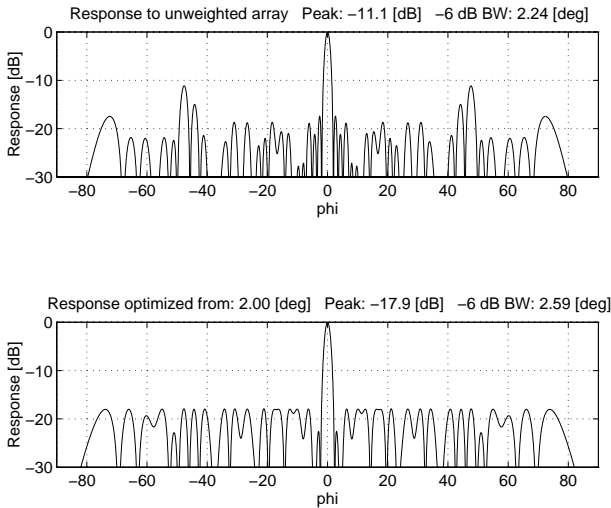 Response to unweighted array   Peak: −11.1 [dB]   −6 dB BW: 2.24 [deg]
Response [dB]
0
−10
−20
−30
−80 −60 −40 −20 0 20 40 60 80
phi
Response optimized from: 2.00 [deg]   Peak: −17.9 [dB]   −6 dB BW: 2.59 [deg]
Response [dB]
0
−10
−20
−30
−80 −60 −40 −20 0 20 40 60 80
phi